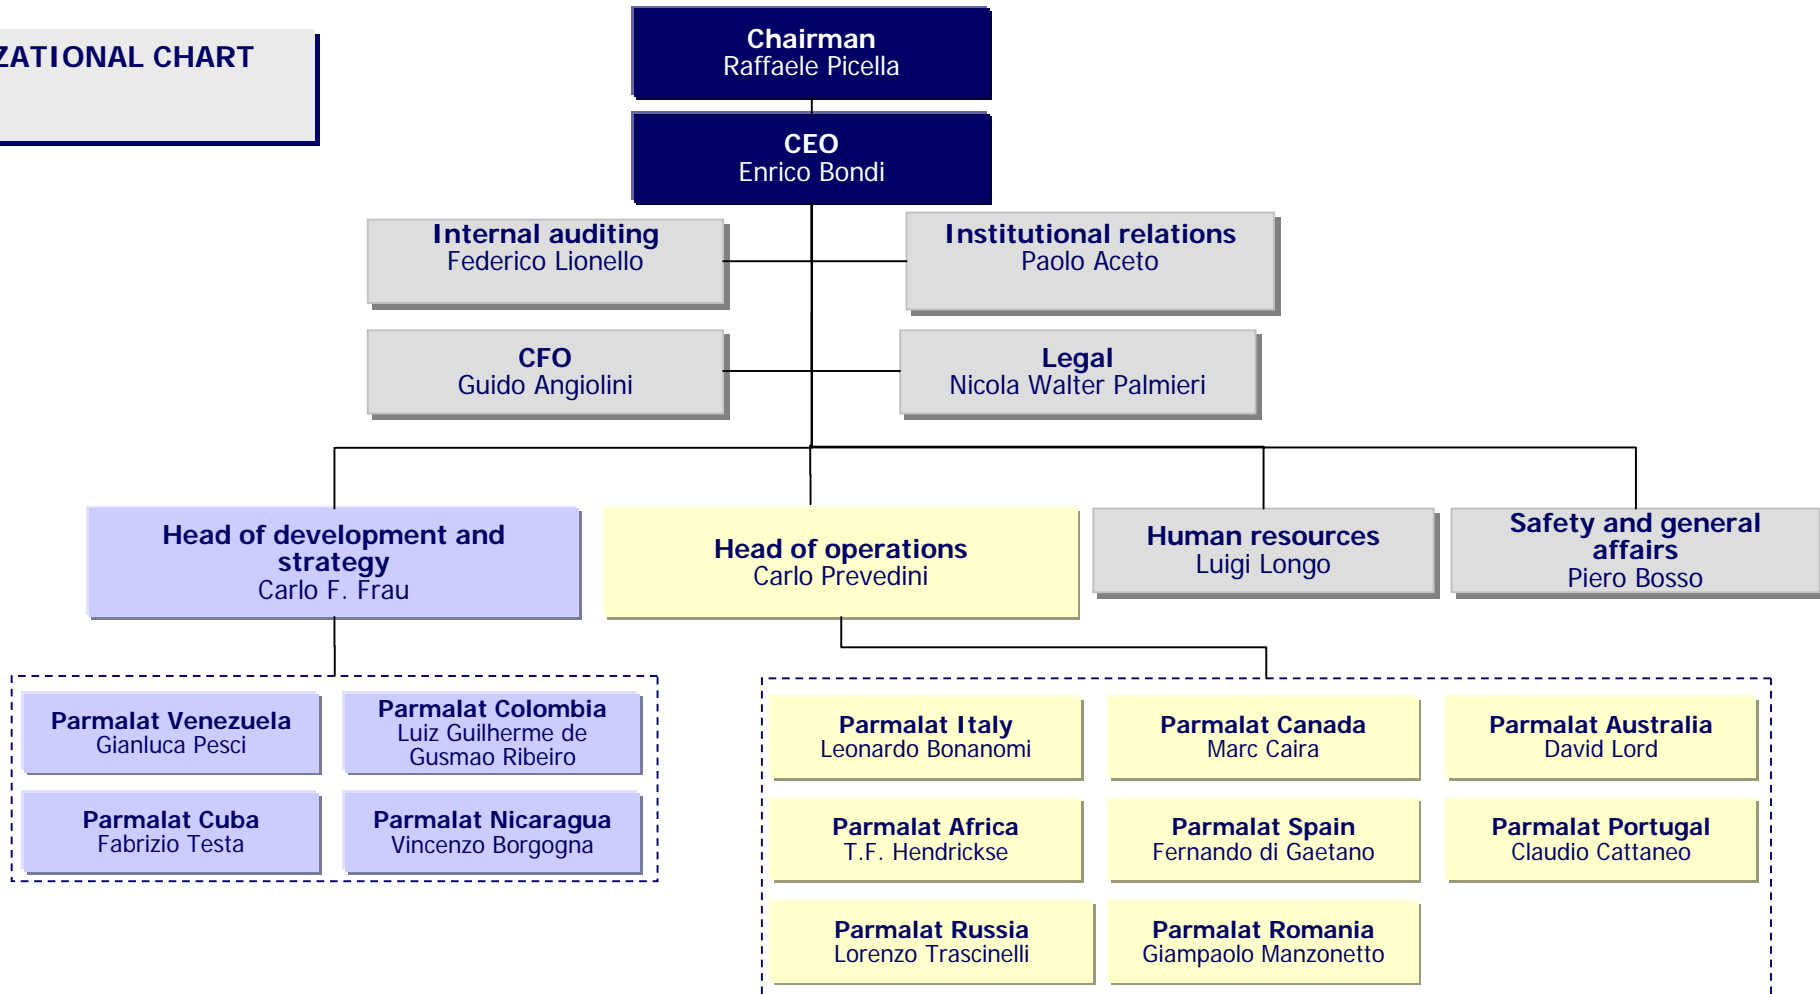 ZATIONAL CHART
Chairman
Raffaele Picella
CEO
Enrico Bondi
Internal auditing
Federico Lionello
Institutional relations
Paolo Aceto
CFO
Guido Angiolini
Legal
Nicola Walter Palmieri
Head of development and
strategy
Carlo F. Frau
Head of operations
Carlo Prevedini
Human resources
Luigi Longo
Safety and general
affairs
Piero Bosso
Parmalat Venezuela
Gianluca Pesci
Parmalat Colombia
Luiz Guilherme de
Gusmao Ribeiro
Parmalat Cuba
Fabrizio Testa
Parmalat Nicaragua
Vincenzo Borgogna
Parmalat Italy
Leonardo Bonanomi
Parmalat Canada
Marc Caira
Parmalat Australia
David Lord
Parmalat Africa
T.F. Hendrickse
Parmalat Spain
Fernando di Gaetano
Parmalat Portugal
Claudio Cattaneo
Parmalat Russia
Lorenzo Trascinelli
Parmalat Romania
Giampaolo Manzonetto